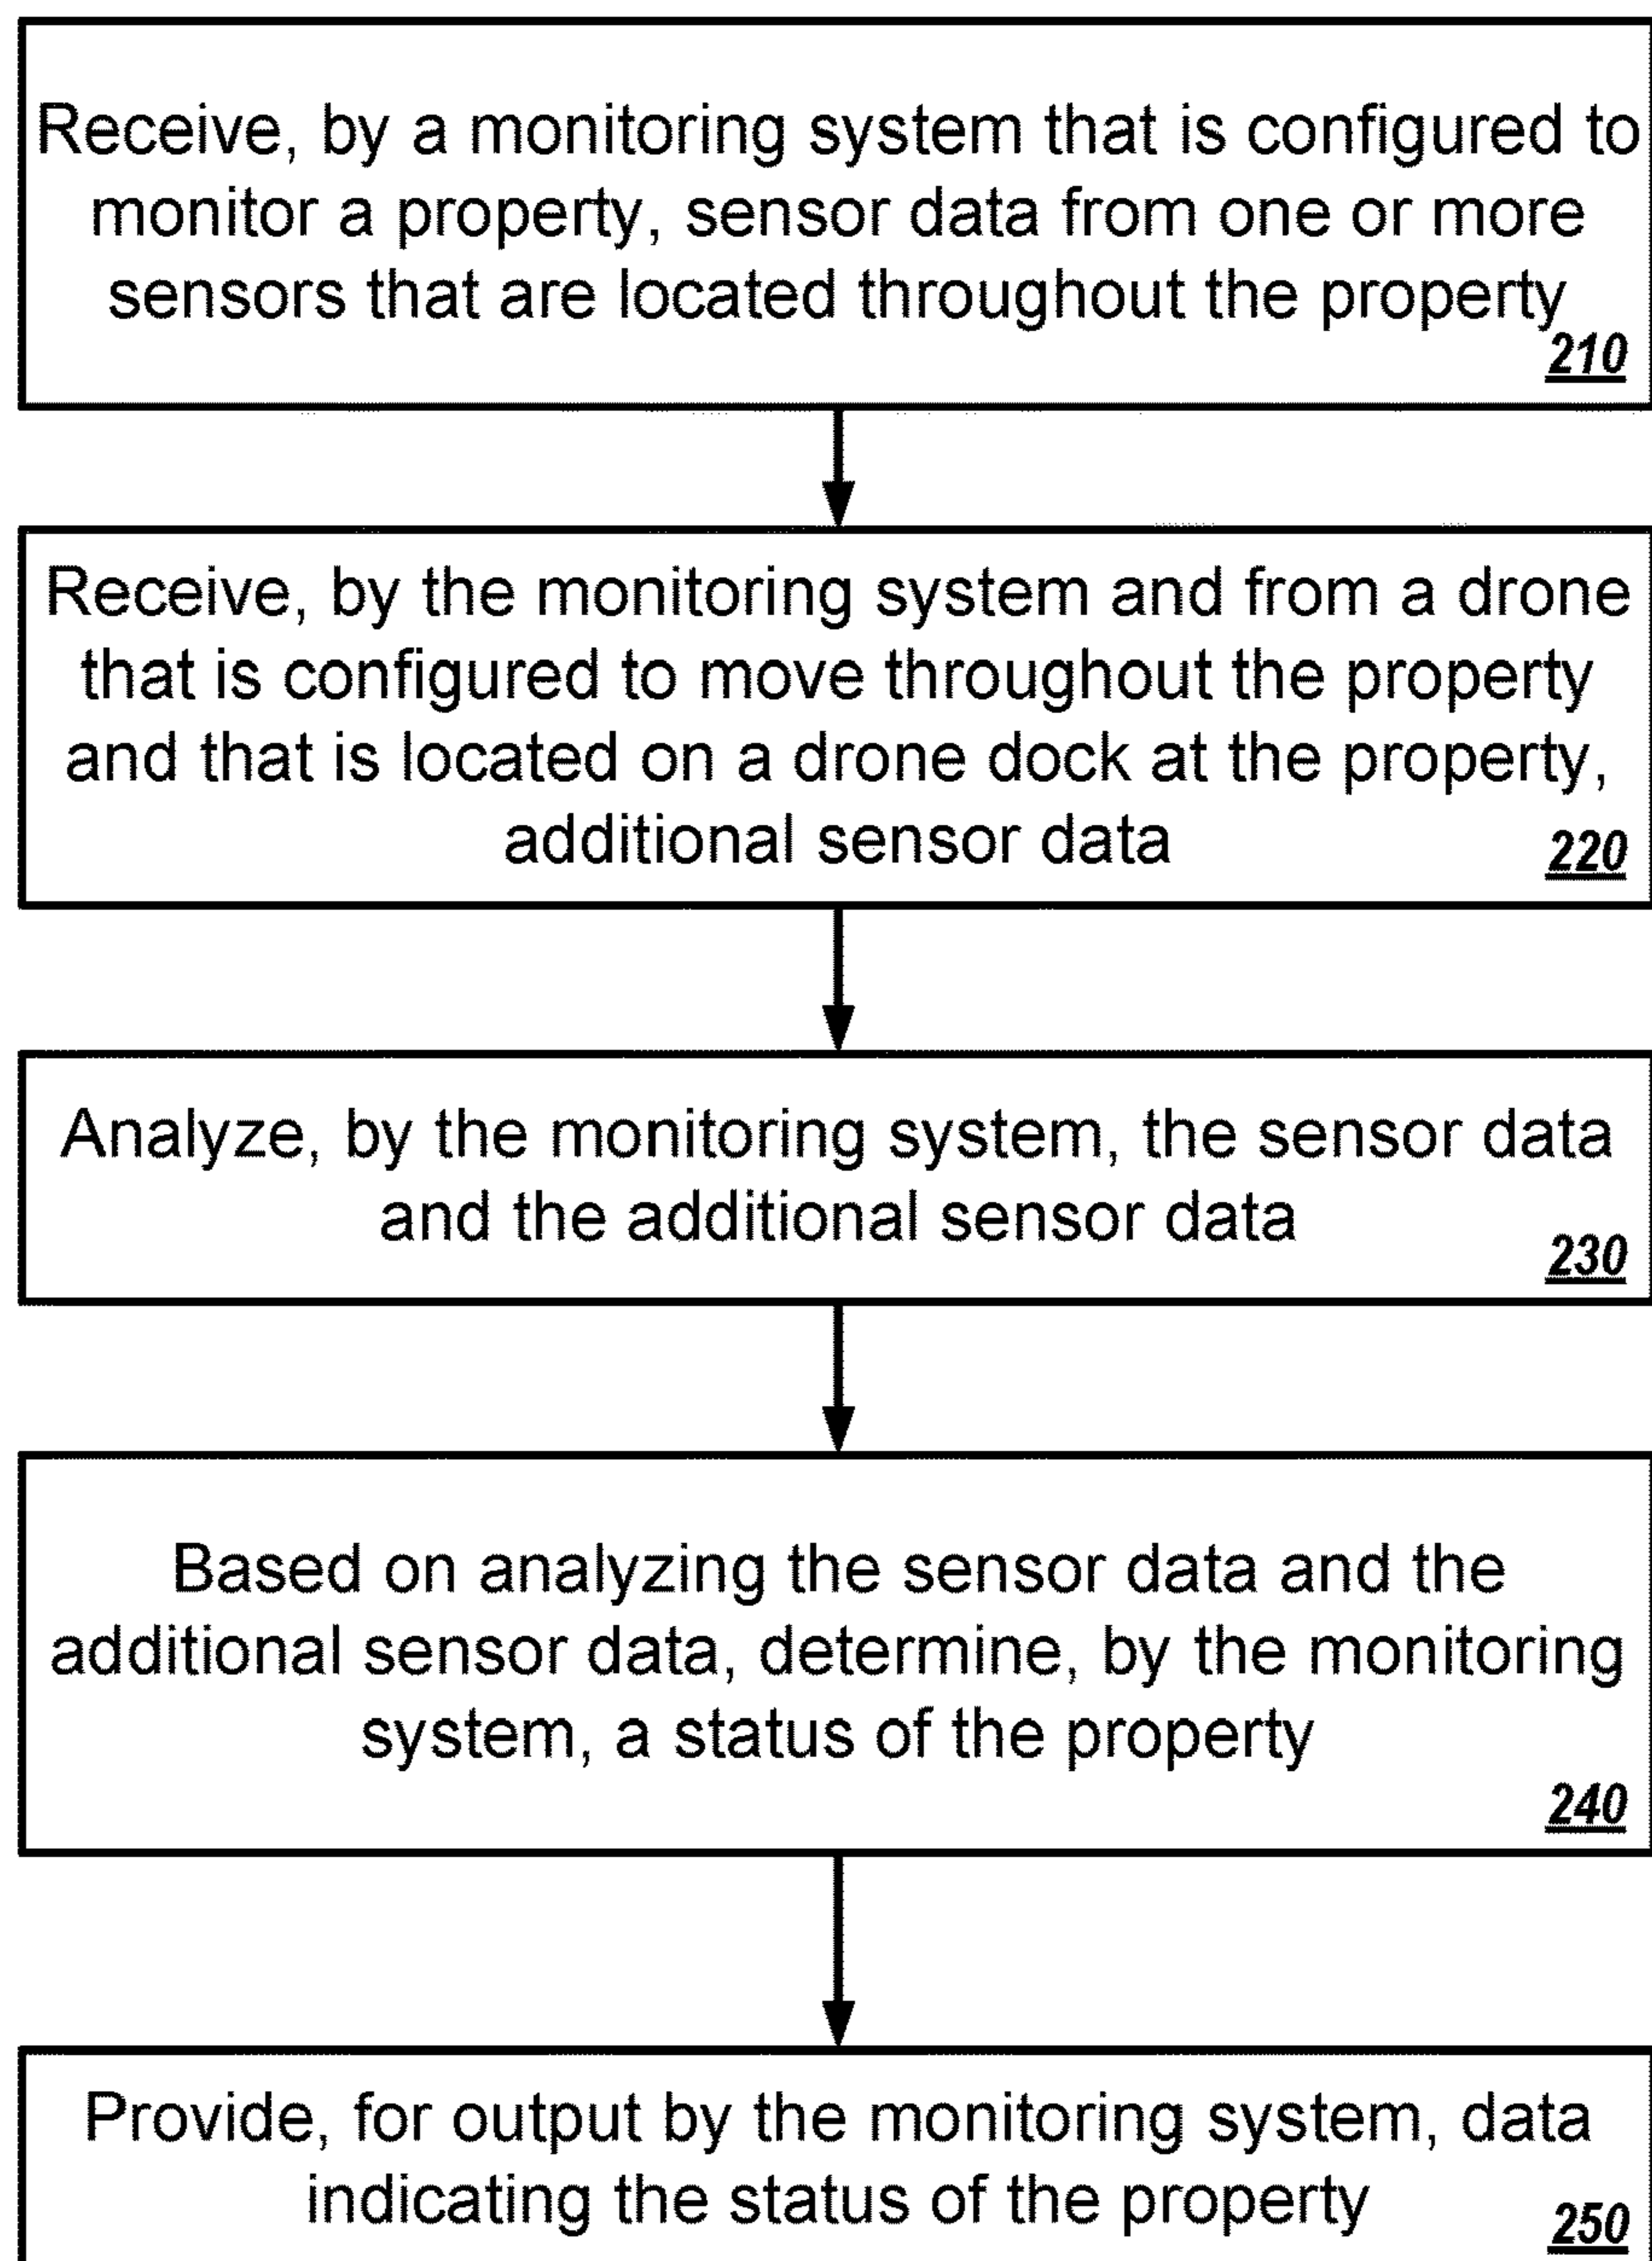 Receive, by a monitoring system that is configured to
monitor a property, sensor data from one or more
sensors that are located throughout the property
210
Receive, by the monitoring system and from a drone
that is configured to move throughout the property
and that is located on a drone dock at the property,
additional sensor data
220
Analyze, by the monitoring system, the sensor data
and the additional sensor data
230
Based on analyzing the sensor data and the
additional sensor data, determine, by the monitoring
system, a status of the property
240
Provide, for output by the monitoring system, data
indicating the status of the property
250